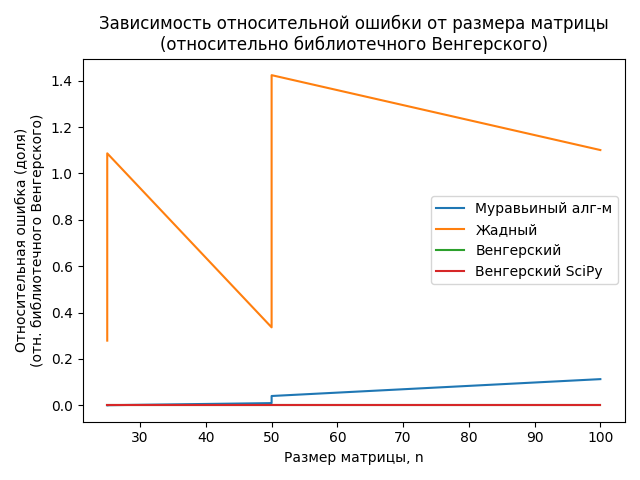 Зависимость относительной ошибки от размера матрицы
(относительно библиотечного Венгерского)
Относительная ошибка (доля)
(отн. библиотечного Венгерского)
1.4
1.2
1.0
0.8
0.6
0.4
0.2
0.0
Муравьиный алг-м
Жадный
Венгерский
Венгерский SciPy
30 40 50 60 70 80 90 100
Размер матрицы, n